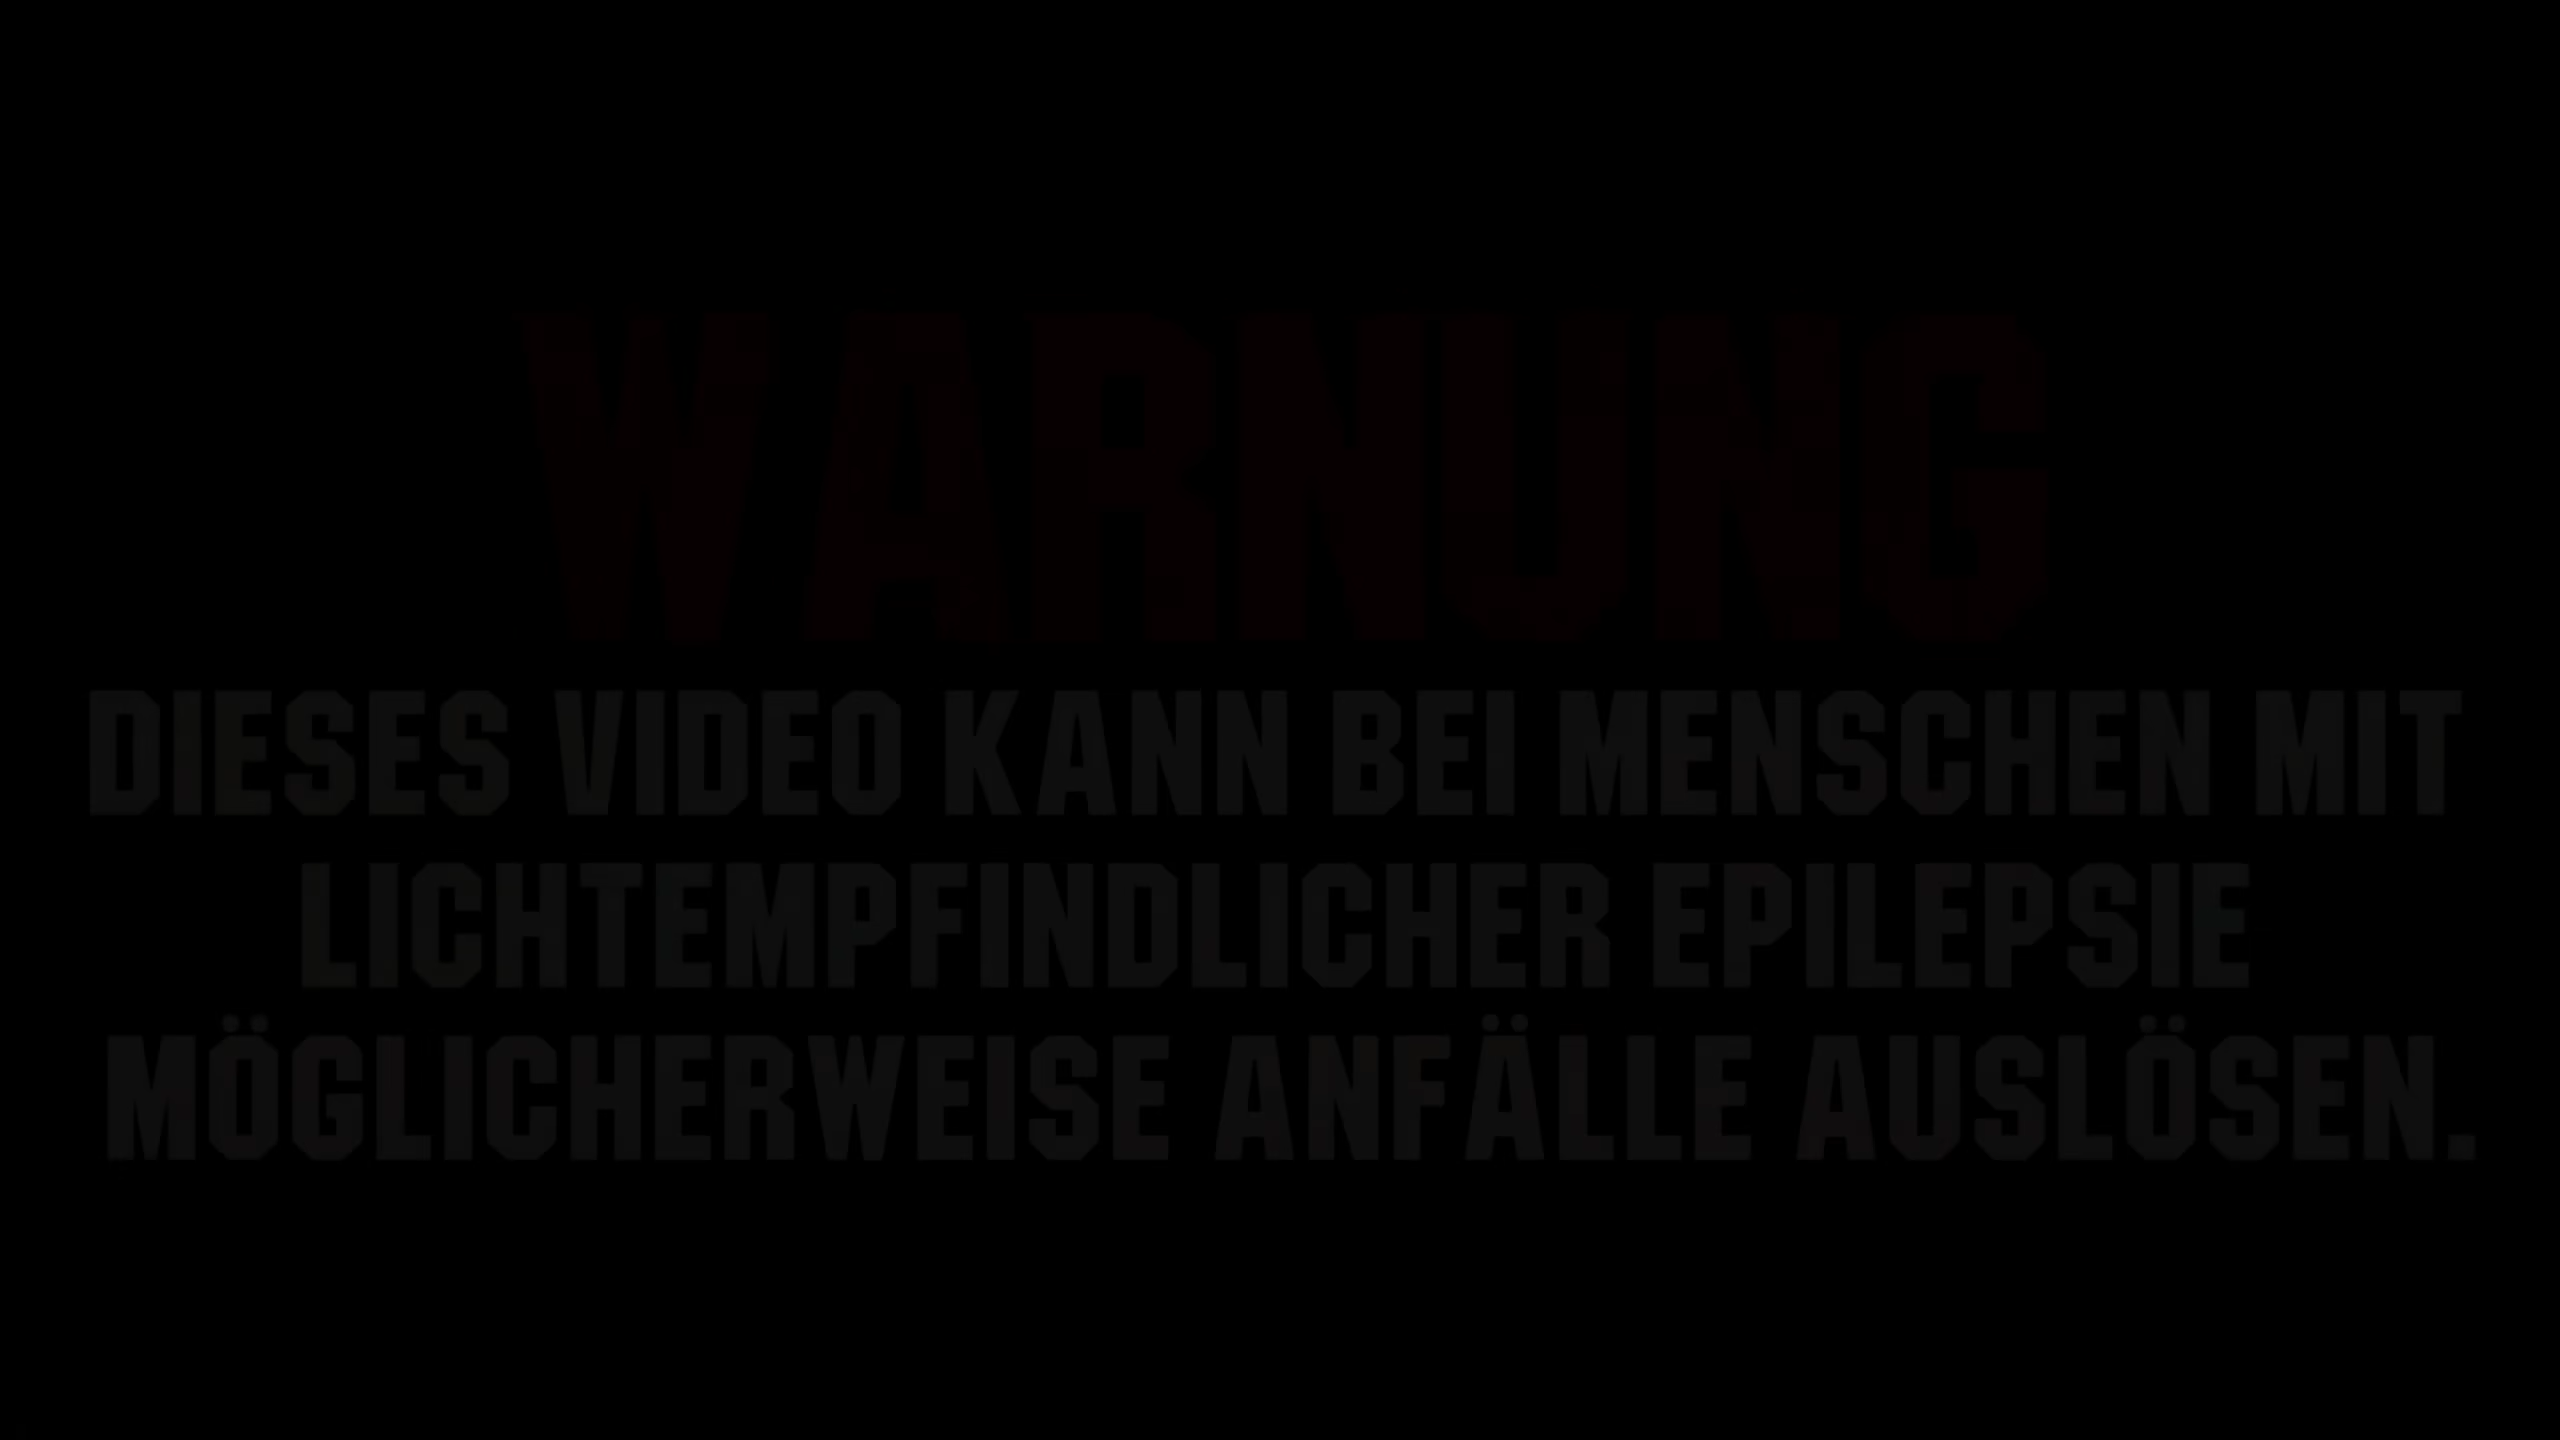 WARNUNG
DIESES VIDEO KANN BEI MENSCHEN MIT
LICHTEMPFINDLICHER EPILEPSIE
MÖGLICHERWEISE ANFÄLLE AUSLÖSEN.